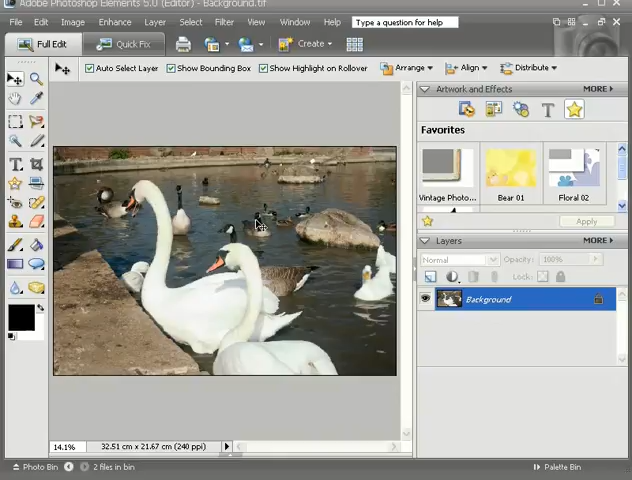 Adobe Photoshop Elements 5.0 (Editor) - Background.tif
File Edit Image Enhance Layer Select Filter View Window Help Type a question for help
Full Edit Quick Fix Create
Auto Select Layer Show Bounding Box Show Highlight on Rollover Arrange Align Distribute
Artwork and Effects MORE
T
Favorites
Vintage Photo... Bear 01 Floral 02
Apply
Layers MORE
Normal Opacity: 100%
Lock:
Background
T
14.1% 32.51 cm x 21.67 cm (240 ppi)
Photo Bin 2 files in bin Palette Bin